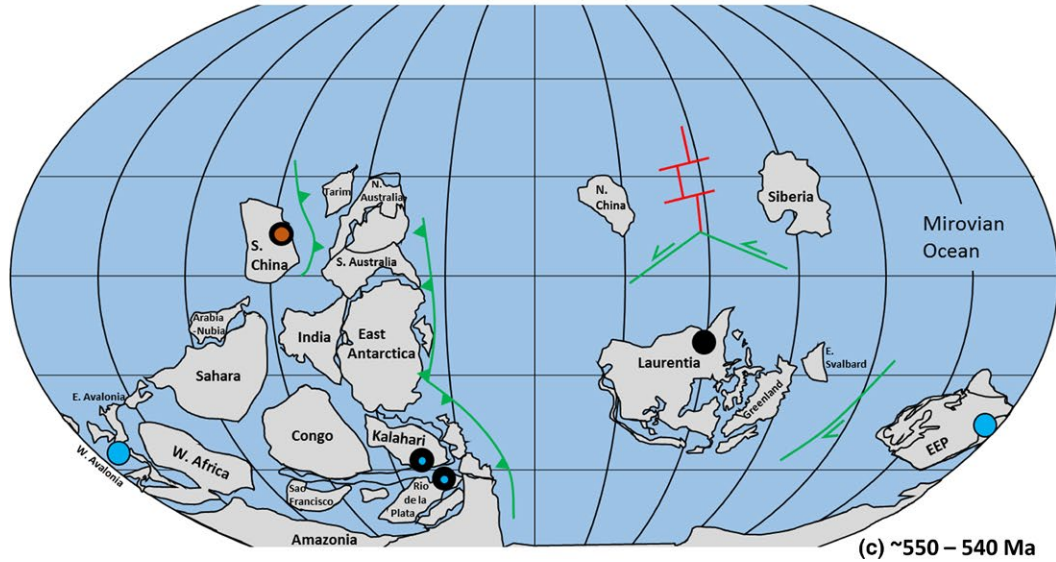 Tarim
N.
Australia
S.
China
S. Australia
N.
China
Siberia
Mirovian
Ocean
Arabia
-Nubia
India
East
Antarctica
Sahara
Laurentia
E.
Svalbard
Greenland
E. Avalonia
W. Avalonia
W. Africa
Congo
Kalahari
EEP
Sao
Francisco
Rio
de la
Plata
Amazonia
(c) ~550 – 540 Ma